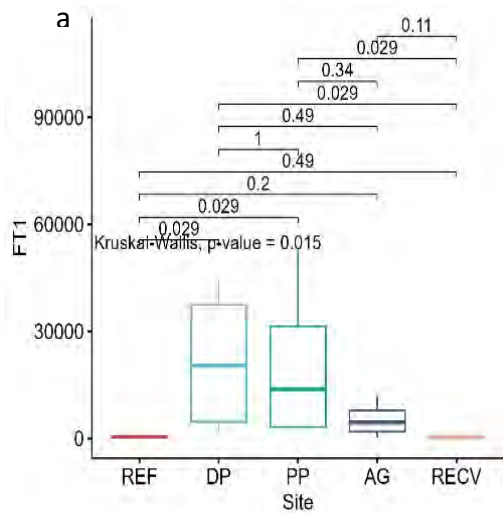 a
0.11
0.029
0.34
0.029
0.49
1
0.49
0.2
0.029
0.029
Kruskal-Wallis, p-value = 0.015
FT1
90000
60000
30000
0
REF DP PP AG RECV
Site